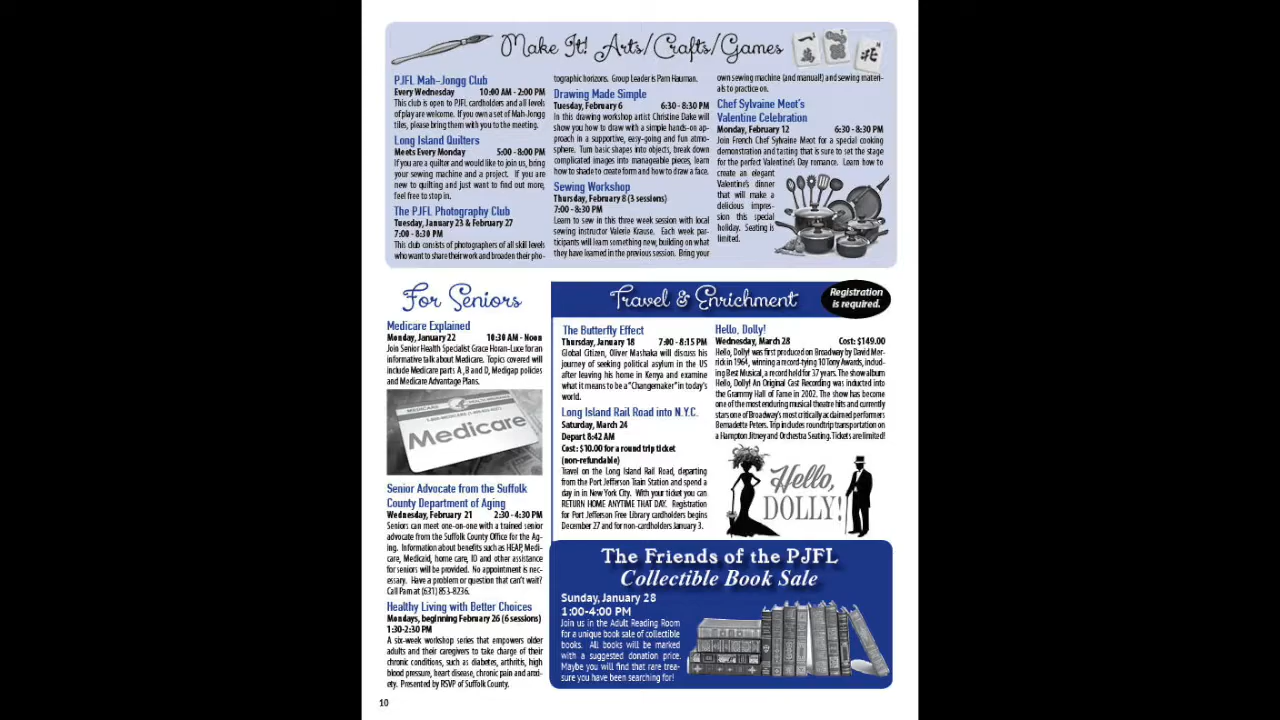 Make It! Arts/Crafts/Games
PJFL Mah-Jongg Club
Every Wednesday 10:00 AM - 2:00 PM
This club is open to PJFL cardholders and all levels
of play are welcome. If you own a set of Mah-Jongg
tiles, please bring them with you to the meeting.
Long Island Quilters
Meets Every Monday 5:00 - 8:00 PM
If you are a quilter and would like to join us, bring
your sewing machine and a project. If you are
new to quilting and just want to find out more,
feel free to stop in.
The PJFL Photography Club
Tuesday, January 23 & February 27
7:00 - 8:30 PM
This club consists of photographers of all skill levels
who want to share their work and broaden their pho-
tographic horizons. Group Leader is Pam Hauman.
Drawing Made Simple
Tuesday, February 6 6:30 - 8:30 PM
In this drawing workshop artist Christine Dake will
show you how to draw with a simple hands-on ap-
proach in a supportive, easy-going and fun atmo-
sphere. Turn basic shapes into objects, break down
complicated images into manageable pieces, learn
how to shade to create form and how to draw a face.
Sewing Workshop
Thursday, February 8 (3 sessions)
7:00 - 8:30 PM
Learn to sew in this three week session with local
sewing instructor Valerie Krause. Each week par-
ticipants will learn something new, building on what
they have learned in the previous session. Bring your
own sewing machine (and manual!) and sewing materi-
als to practice on.
Chef Sylvaine Meot's
Valentine Celebration
Monday, February 12 6:30 - 8:30 PM
Join French Chef Sylvaine Meot for a special cooking
demonstration and tasting that is sure to set the stage
for the perfect Valentine's Day romance. Learn how to
create an elegant
Valentine's dinner
that will make a
delicious impres-
sion this special
holiday. Seating is
limited.
For Seniors
Medicare Explained
Monday, January 22 10:30 AM - Noon
Join Senior Health Specialist Grace Horan-Luce for an
informative talk about Medicare. Topics covered will
include Medicare parts A ,B and D, Medigap policies
and Medicare Advantage Plans.
MEDICARE HEALTH INSURANCE
Medicare
Senior Advocate from the Suffolk
County Department of Aging
Wednesday, February 21 2:30 - 4:30 PM
Seniors can meet one-on-one with a trained senior
advocate from the Suffolk County Office for the Ag-
ing. Information about benefits such as HEAP, Medi-
care, Medicaid, home care, ID and other assistance
for seniors will be provided. No appointment is nec-
essary. Have a problem or question that can't wait?
Call Pam at (631) 853-8236.
Healthy Living with Better Choices
Mondays, beginning February 26 (6 sessions)
1:30-2:30 PM
A six-week workshop series that empowers older
adults and their caregivers to take charge of their
chronic conditions, such as diabetes, arthritis, high
blood pressure, heart disease, chronic pain and anxi-
ety. Presented by RSVP of Suffolk County.
Travel & Enrichment
Registration
is required.
The Butterfly Effect
Thursday, January 18 7:00 - 8:15 PM
Global Citizen, Oliver Mashaka will discuss his
journey of seeking political asylum in the US
after leaving his home in Kenya and examine
what it means to be a "Changemaker" in today's
world.
Long Island Rail Road into N.Y.C.
Saturday, March 24
Depart 8:42 AM
Cost: $10.00 for a round trip ticket
(non-refundable)
Travel on the Long Island Rail Road, departing
from the Port Jefferson Train Station and spend a
day in in New York City. With your ticket you can
RETURN HOME ANYTIME THAT DAY. Registration
for Port Jefferson Free Library cardholders begins
December 27 and for non-cardholders January 3.
Hello, Dolly!
Wednesday, March 28 Cost: $149.00
Hello, Dolly! was first produced on Broadway by David Mer-
rick in 1964, winning a record-tying 10 Tony Awards, includ-
ing Best Musical, a record held for 37 years. The show album
Hello, Dolly! An Original Cast Recording was inducted into
the Grammy Hall of Fame in 2002. The show has become
one of the most enduring musical theatre hits and currently
stars one of Broadway's most critically acclaimed performers
Bernadette Peters. Trip includes roundtrip transportation on
a Hampton Jitney and Orchestra Seating. Tickets are limited!
Hello,
DOLLY!
The Friends of the PJFL
Collectible Book Sale
Sunday, January 28
1:00-4:00 PM
Join us in the Adult Reading Room
for a unique book sale of collectible
books. All books will be marked
with a suggested donation price.
Maybe you will find that rare trea-
sure you have been searching for!
10